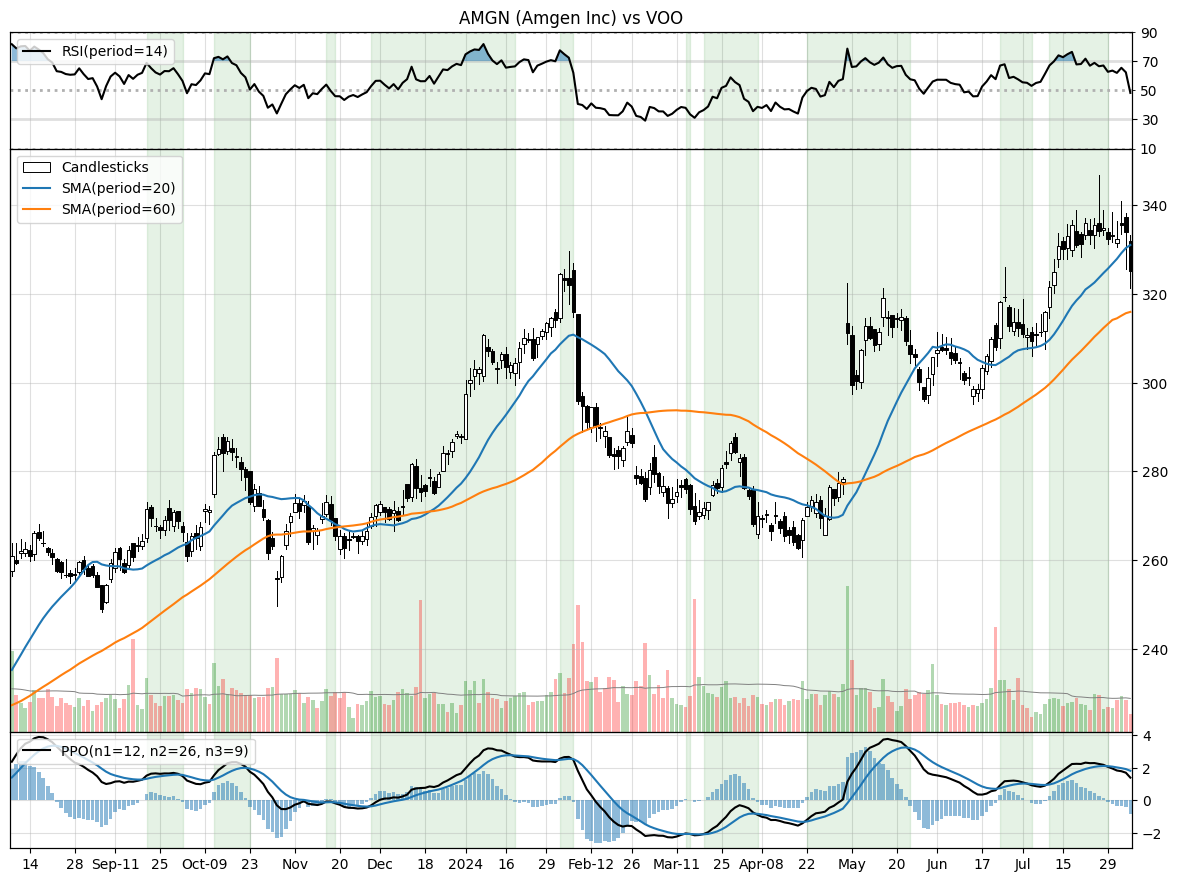 AMGN (Amgen Inc) vs VOO
RSI(period=14)
90
70
50
30
10
Candlesticks
SMA(period=20)
SMA(period=60)
340
320
300
280
260
240
PPO(n1=12, n2=26, n3=9)
4
2
0
−2
14 28 Sep-11 25 Oct-09 23 Nov 20 Dec 18 2024 16 29 Feb-12 26 Mar-11 25 Apr-08 22 May 20 Jun 17 Jul 15 29